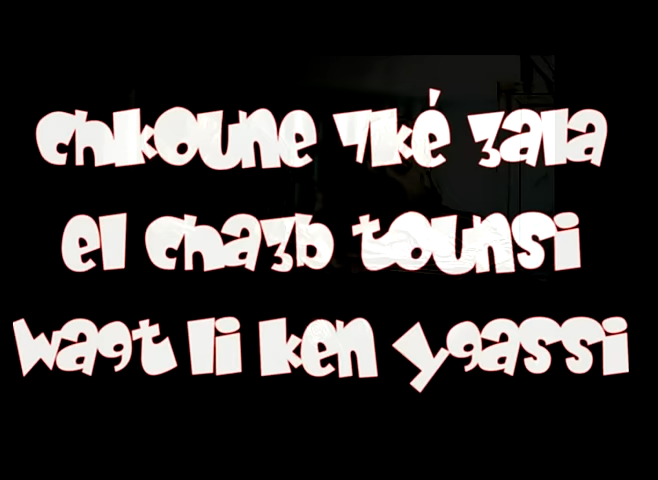 chkoune 7ké 3ala
el cha3b tounsi
wa9t li ken y9assi